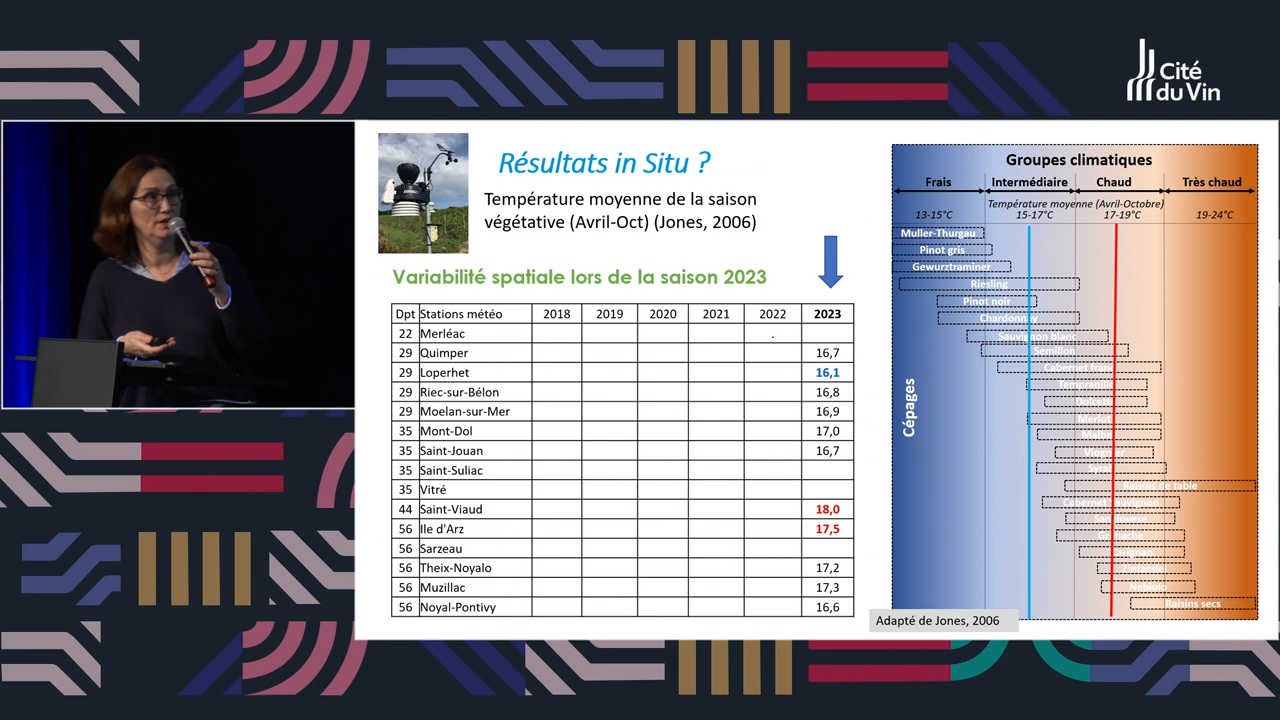 Cité
du Vin
Résultats in Situ ?
Température moyenne de la saison
végétative (Avril-Oct) (Jones, 2006)
Variabilité spatiale lors de la saison 2023
Dpt Stations météo 2018 2019 2020 2021 2022 2023
22 Merléac
29 Quimper 16,7
29 Loperhet 16,1
29 Riec-sur-Bélon 16,8
29 Moelan-sur-Mer 16,9
35 Mont-Dol 17,0
35 Saint-Jouan 16,7
35 Saint-Suliac
35 Vitré
44 Saint-Viaud 18,0
56 Ile d'Arz 17,5
56 Sarzeau
56 Theix-Noyalo 17,2
56 Muzillac 17,3
56 Noyal-Pontivy 16,6
Groupes climatiques
Frais Intermédiaire Chaud Très chaud
Température moyenne (Avril-Octobre)
13-15°C 15-17°C 17-19°C 19-24°C
Cépages
Muller-Thurgau
Pinot gris
Gewurztraminer
Riesling
Pinot noir
Chardonnay
Sauvignon blanc
Semillon
Cabernet franc
Viognier
Raisins de table
Cabernet sauvignon
Grenache
Raisins secs
Adapté de Jones, 2006